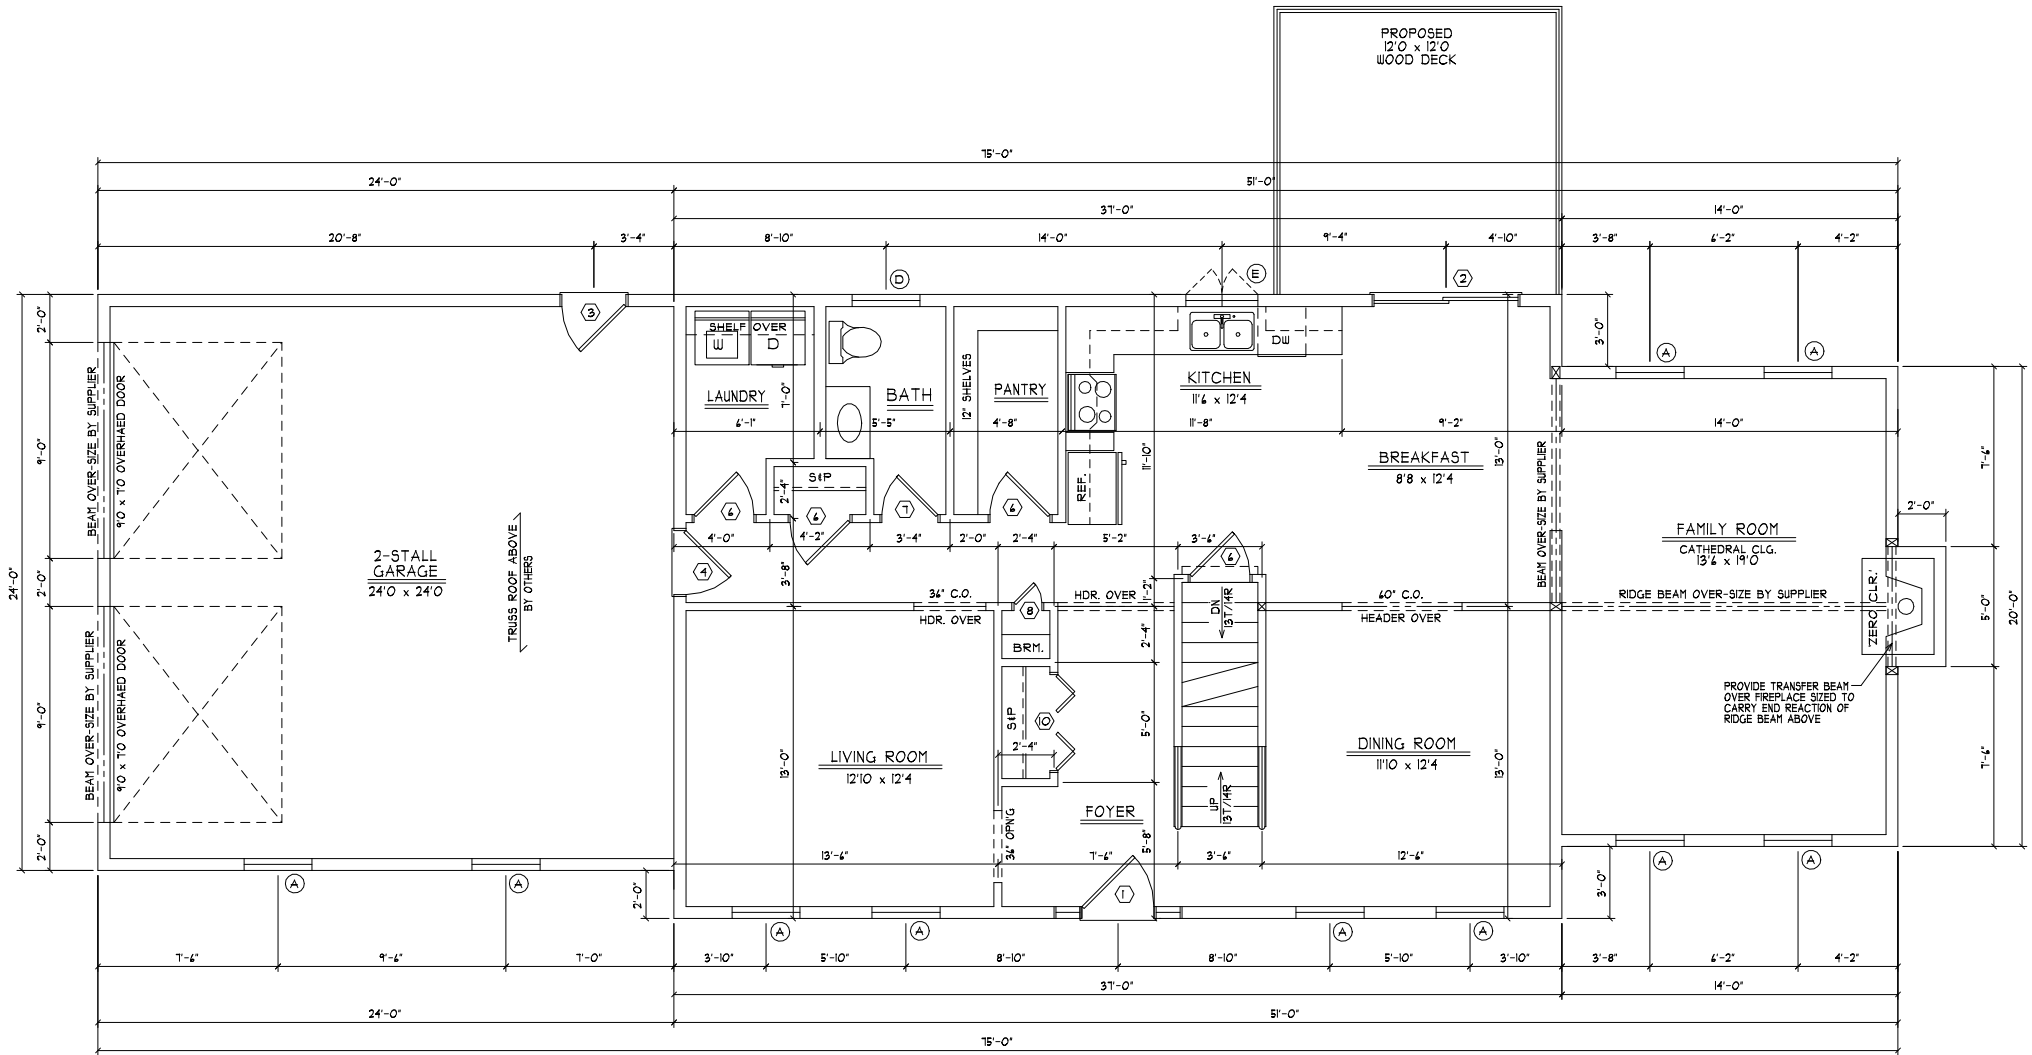 PROPOSED
12'0 x 12'0
WOOD DECK
75'-0"
24'-0"
51'-0"
37'-0"
14'-0"
20'-8"
3'-4"
8'-10"
14'-0"
9'-4"
4'-10"
3'-8"
6'-2"
4'-2"
D
E
2
3
SHELF OVER
W
D
DW
2'-0"
3'-0"
A
A
LAUNDRY
7'-0"
BATH
12" SHELVES
PANTRY
KITCHEN
11'6 x 12'4
6'-1"
5'-5"
4'-8"
11'-8"
9'-2"
14'-0"
BEAM OVER-SIZE BY SUPPLIER
9'0 x 7'0 OVERHAED DOOR
9'-0"
S&P
2'-4"
REF.
11'-10"
BREAKFAST
8'8 x 12'4
13'-0"
BEAM OVER-SIZE BY SUPPLIER
7'-6"
6
6
7
6
2'-0"
FAMILY ROOM
CATHEDRAL CLG.
13'6 x 19'0
4'-0"
4'-2"
3'-4"
2'-0"
2'-4"
5'-2"
3'-6"
6
2-STALL
GARAGE
24'0 x 24'0
TRUSS ROOF ABOVE
BY OTHERS
4
3'-8"
24'-0"
2'-0"
36" C.O.
HDR. OVER
8
HDR. OVER
1'-2"
DN
13T/14R
60" C.O.
HEADER OVER
RIDGE BEAM OVER-SIZE BY SUPPLIER
ZERO CLR.'
5'-0"
20'-0"
BRM.
2'-4"
BEAM OVER-SIZE BY SUPPLIER
9'0 x 7'0 OVERHAED DOOR
9'-0"
PROVIDE TRANSFER BEAM
OVER FIREPLACE SIZED TO
CARRY END REACTION OF
RIDGE BEAM ABOVE
S&P
10
5'-0"
2'-4"
LIVING ROOM
12'10 x 12'4
13'-0"
DINING ROOM
11'10 x 12'4
13'-0"
7'-6"
UP
13T/14R
FOYER
36" OPN'G
5'-8"
2'-0"
13'-6"
7'-6"
3'-6"
12'-6"
A
A
A
A
2'-0"
3'-0"
1
A
A
A
A
7'-6"
9'-6"
7'-0"
3'-10"
5'-10"
8'-10"
8'-10"
5'-10"
3'-10"
3'-8"
6'-2"
4'-2"
37'-0"
14'-0"
24'-0"
51'-0"
75'-0"